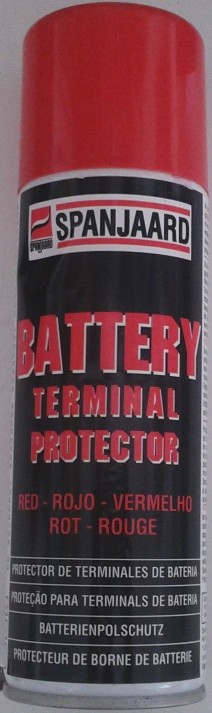 SPANJAARD
SPANJAARD
BATTERY
TERMINAL
PROTECTOR
RED - ROJO - VERMELHO
ROT - ROUGE
PROTECTOR DE TERMINALES DE BATERIA
PROTEÇÃO PARA TERMINALS DE BATERIA
BATTERIENPOLSCHUTZ
PROTECTEUR DE BORNE DE BATTERIE